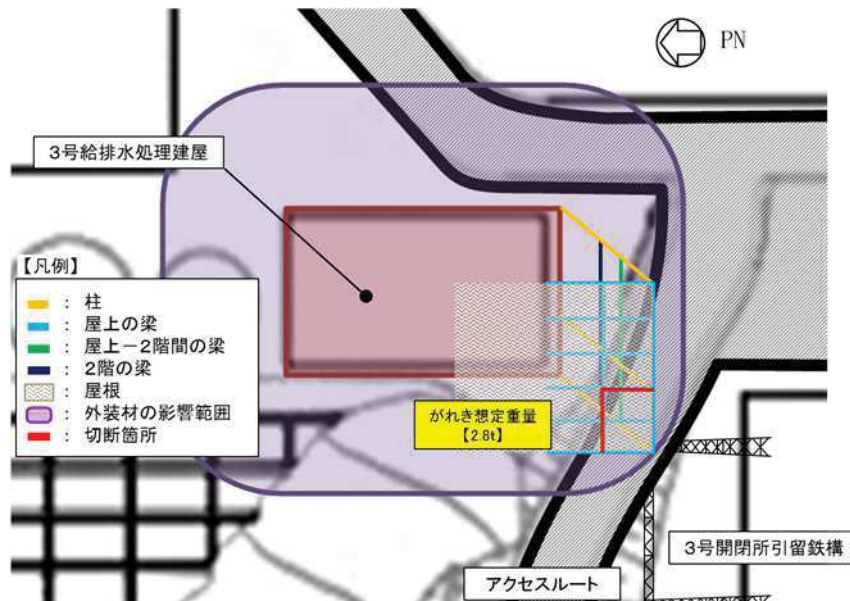 PN
3号給排水処理建屋
【凡例】
： 柱
： 屋上の梁
： 屋上－2階間の梁
： 2階の梁
： 屋根
： 外装材の影響範囲
： 切断箇所
がれき想定重量
【2.8t】
3号開閉所引留鉄構
アクセスルート